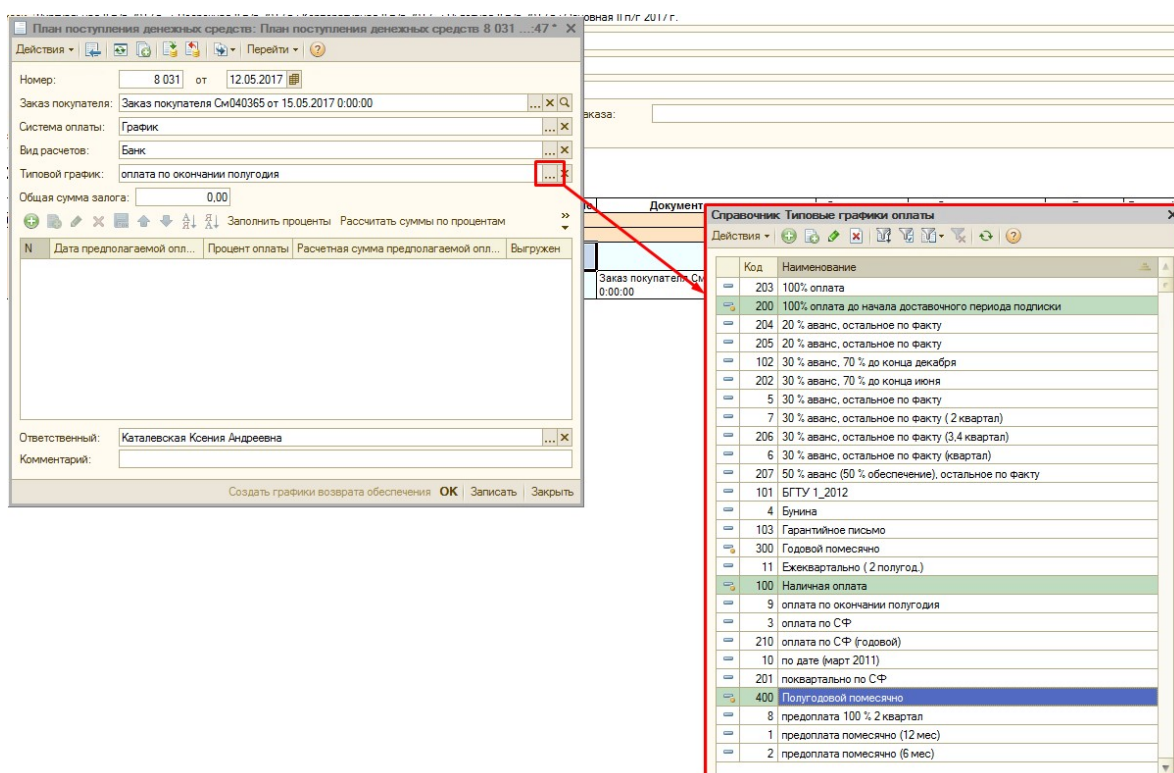 План поступления денежных средств: План поступления денежных средств 8 031 ...:47 *
Действия
Перейти
Номер: 8 031 от 12.05.2017
Заказ покупателя: Заказ покупателя См040365 от 15.05.2017 0:00:00
Система оплаты: График
Вид расчетов: Банк
Типовой график: оплата по окончании полугодия
Общая сумма залога: 0,00
Заполнить проценты Рассчитать суммы по процентам
N Дата предполагаемой опл... Процент оплаты Расчетная сумма предполагаемой опл... Выгружен
Ответственный: Каталевская Ксения Андреевна
Комментарий:
Создать графики возврата обеспечения OK Записать Закрыть
аказа:
Документ
Заказ покупателя См
0:00:00
Справочник Типовые графики оплаты
Действия
Код Наименование
203 100% оплата
200 100% оплата до начала доставочного периода подписки
204 20 % аванс, остальное по факту
205 20 % аванс, остальное по факту
102 30 % аванс, 70 % до конца декабря
202 30 % аванс, 70 % до конца июня
5 30 % аванс, остальное по факту
7 30 % аванс, остальное по факту ( 2 квартал)
206 30 % аванс, остальное по факту (3,4 квартал)
6 30 % аванс, остальное по факту (квартал)
207 50 % аванс (50 % обеспечение), остальное по факту
101 БГТУ 1_2012
4 Бунина
103 Гарантийное письмо
300 Годовой помесячно
11 Ежеквартально ( 2 полугод.)
100 Наличная оплата
9 оплата по окончании полугодия
3 оплата по СФ
210 оплата по СФ (годовой)
10 по дате (март 2011)
201 поквартально по СФ
400 Полугодовой помесячно
8 предоплата 100 % 2 квартал
1 предоплата помесячно (12 мес)
2 предоплата помесячно (6 мес)